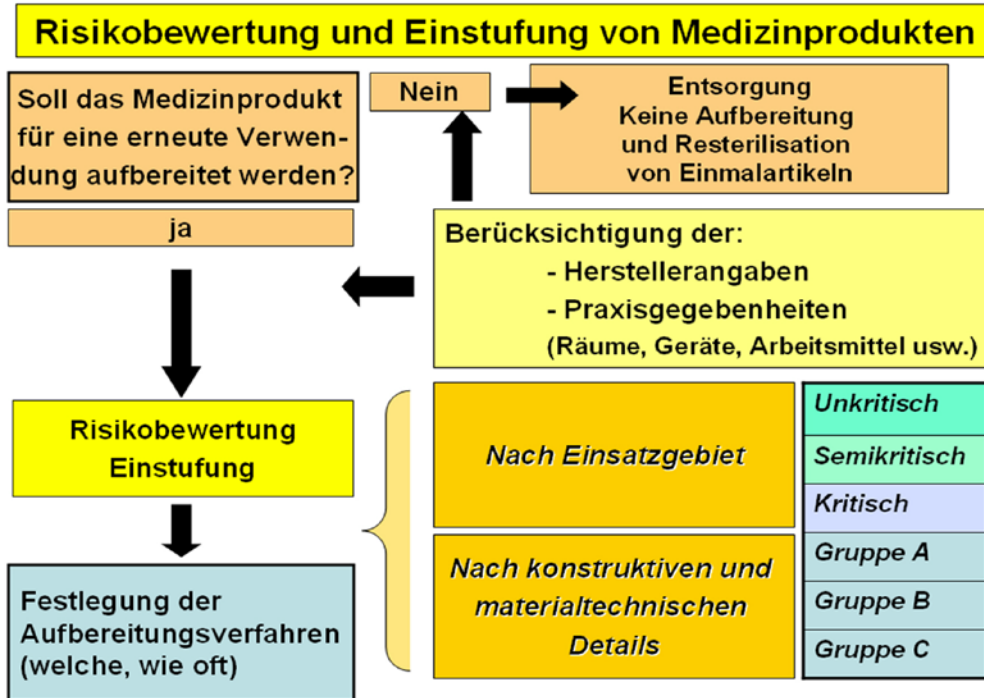 Risikobewertung und Einstufung von Medizinprodukten
Soll das Medizinprodukt
für eine erneute Verwen-
dung aufbereitet werden?
ja
Nein
Entsorgung
Keine Aufbereitung
und Resterilisation
von Einmalartikeln
Berücksichtigung der:
- Herstellerangaben
- Praxisgegebenheiten
(Räume, Geräte, Arbeitsmittel usw.)
Risikobewertung
Einstufung
Festlegung der
Aufbereitungsverfahren
(welche, wie oft)
Nach Einsatzgebiet
Nach konstruktiven und
materialtechnischen
Details
Unkritisch
Semikritisch
Kritisch
Gruppe A
Gruppe B
Gruppe C